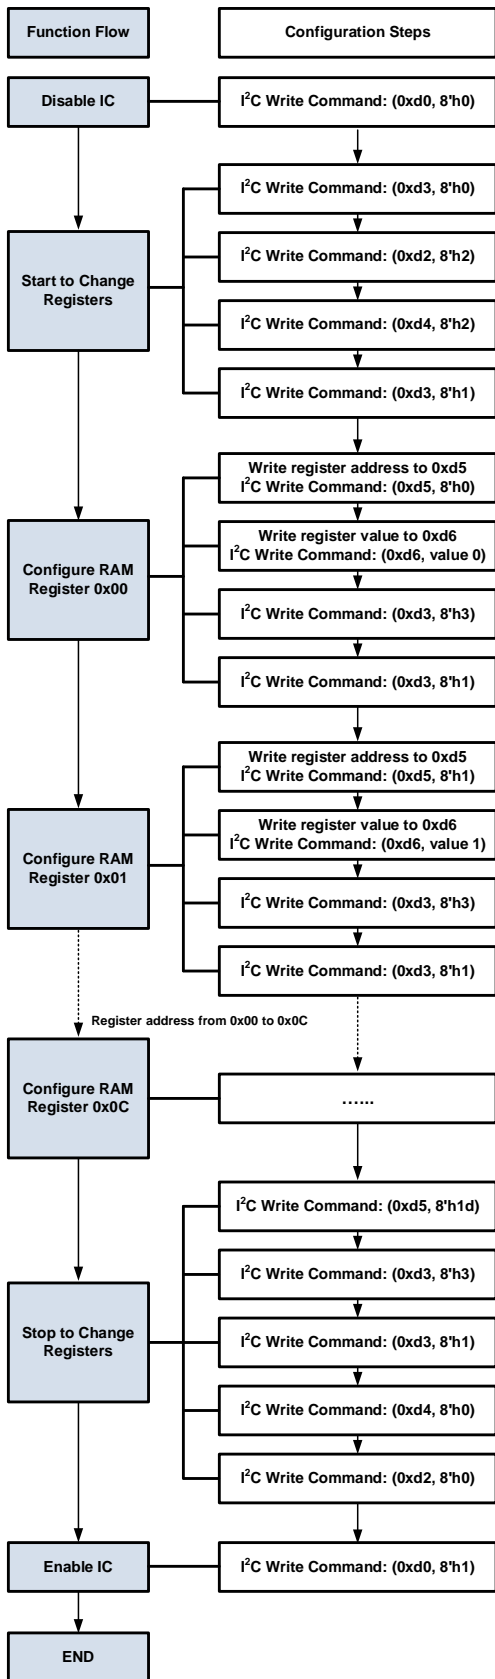 Function Flow
Configuration Steps
Disable IC
I²C Write Command: (0xd0, 8'h0)
Start to Change
Registers
I²C Write Command: (0xd3, 8'h0)
I²C Write Command: (0xd2, 8'h2)
I²C Write Command: (0xd4, 8'h2)
I²C Write Command: (0xd3, 8'h1)
Configure RAM
Register 0x00
Write register address to 0xd5
I²C Write Command: (0xd5, 8'h0)
Write register value to 0xd6
I²C Write Command: (0xd6, value 0)
I²C Write Command: (0xd3, 8'h3)
I²C Write Command: (0xd3, 8'h1)
Configure RAM
Register 0x01
Write register address to 0xd5
I²C Write Command: (0xd5, 8'h1)
Write register value to 0xd6
I²C Write Command: (0xd6, value 1)
I²C Write Command: (0xd3, 8'h3)
I²C Write Command: (0xd3, 8'h1)
Register address from 0x00 to 0x0C
Configure RAM
Register 0x0C
…...
Stop to Change
Registers
I²C Write Command: (0xd5, 8'h1d)
I²C Write Command: (0xd3, 8'h3)
I²C Write Command: (0xd3, 8'h1)
I²C Write Command: (0xd4, 8'h0)
I²C Write Command: (0xd2, 8'h0)
Enable IC
I²C Write Command: (0xd0, 8'h1)
END